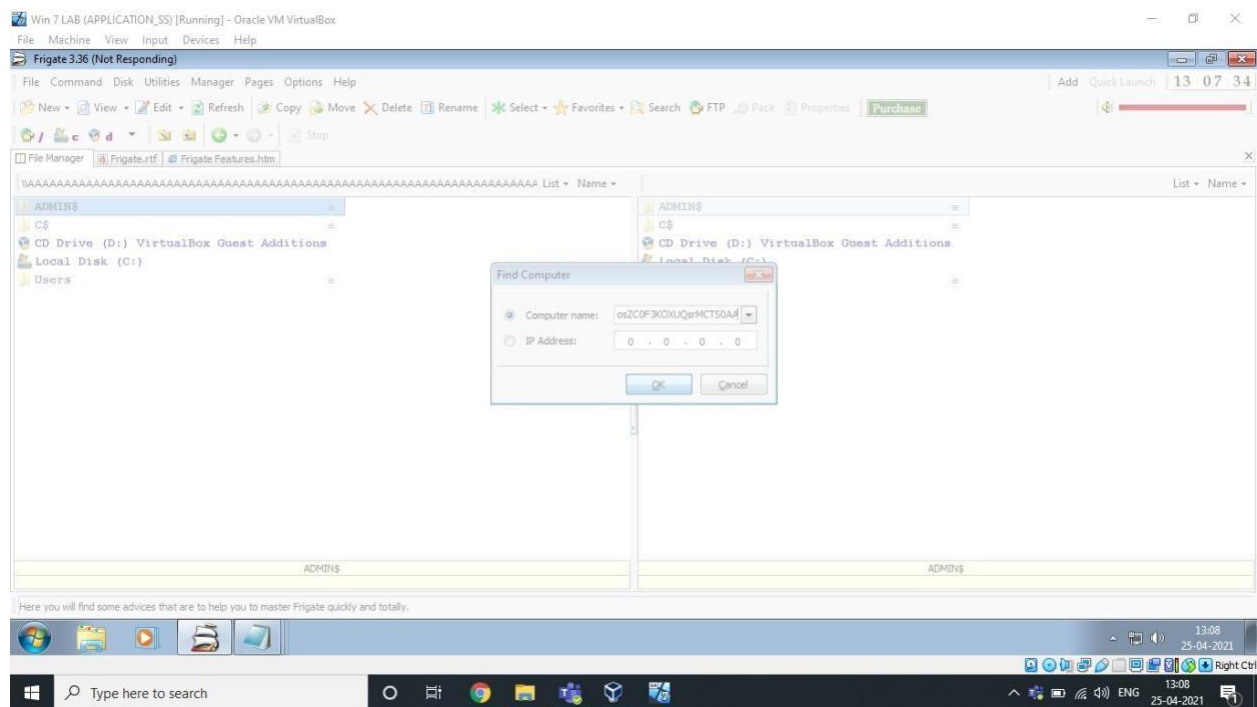 Win 7 LAB (APPLICATION_SS) [Running] - Oracle VM VirtualBox
File Machine View Input Devices Help
Frigate 3.36 (Not Responding)
File Command Disk Utilities Manager Pages Options Help
Add Quick Launch 13 07 34
New View Edit Refresh Copy Move Delete Rename Select Favorites Search FTP Pack Properties Purchase
/ c d Stop
File Manager Frigate.rtf Frigate Features.htm
List Name
List Name
ADMIN$
C$
CD Drive (D:) VirtualBox Guest Additions
Local Disk (C:)
Users
ADMIN$
C$
CD Drive (D:) VirtualBox Guest Additions
Local Disk (C:)
Find Computer
Computer name:
IP Address: 0 . 0 . 0 . 0
OK Cancel
ADMIN$
ADMIN$
Here you will find some advices that are to help you to master Frigate quickly and totally.
13:08
25-04-2021
Right Ctrl
Type here to search
ENG
13:08
25-04-2021